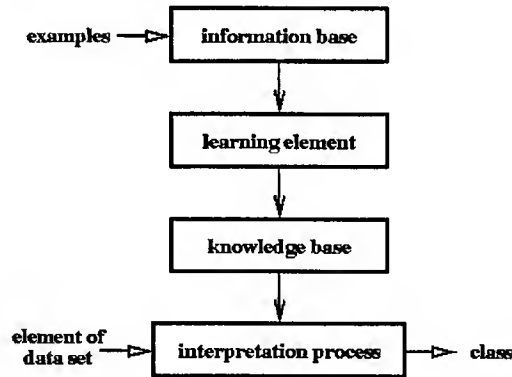 examples
information base
learning element
knowledge base
element of
data set
interpretation process
class